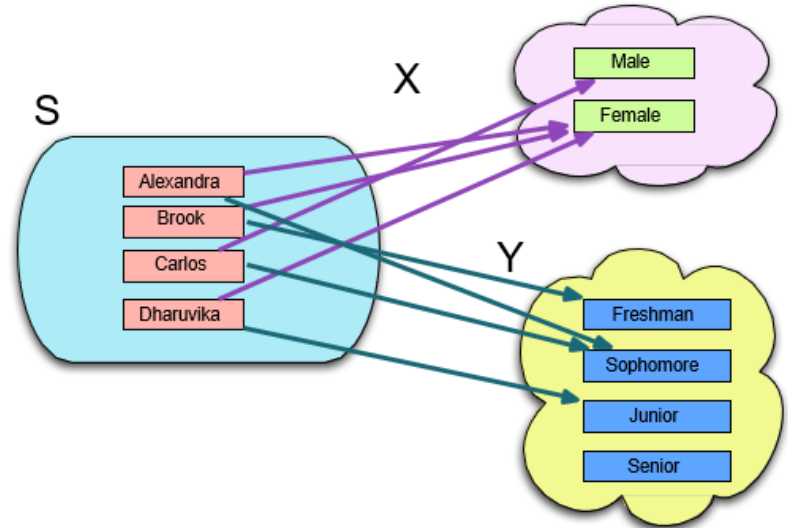 S
Alexandra
Brook
Carlos
Dharuvika
X
Male
Female
Y
Freshman
Sophomore
Junior
Senior